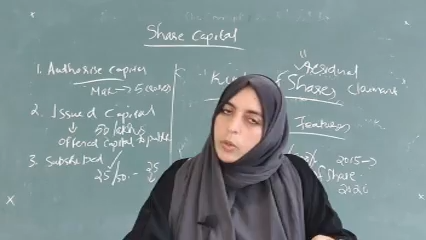 Share Capital
1. Authorise capital
Max → 5 crores
2. Issued capital
↓ 50 lakhs
offered capital to public
3. Subscribed
25/50 - 25
"residual
Shares claimant"
Features
2015 →
Share